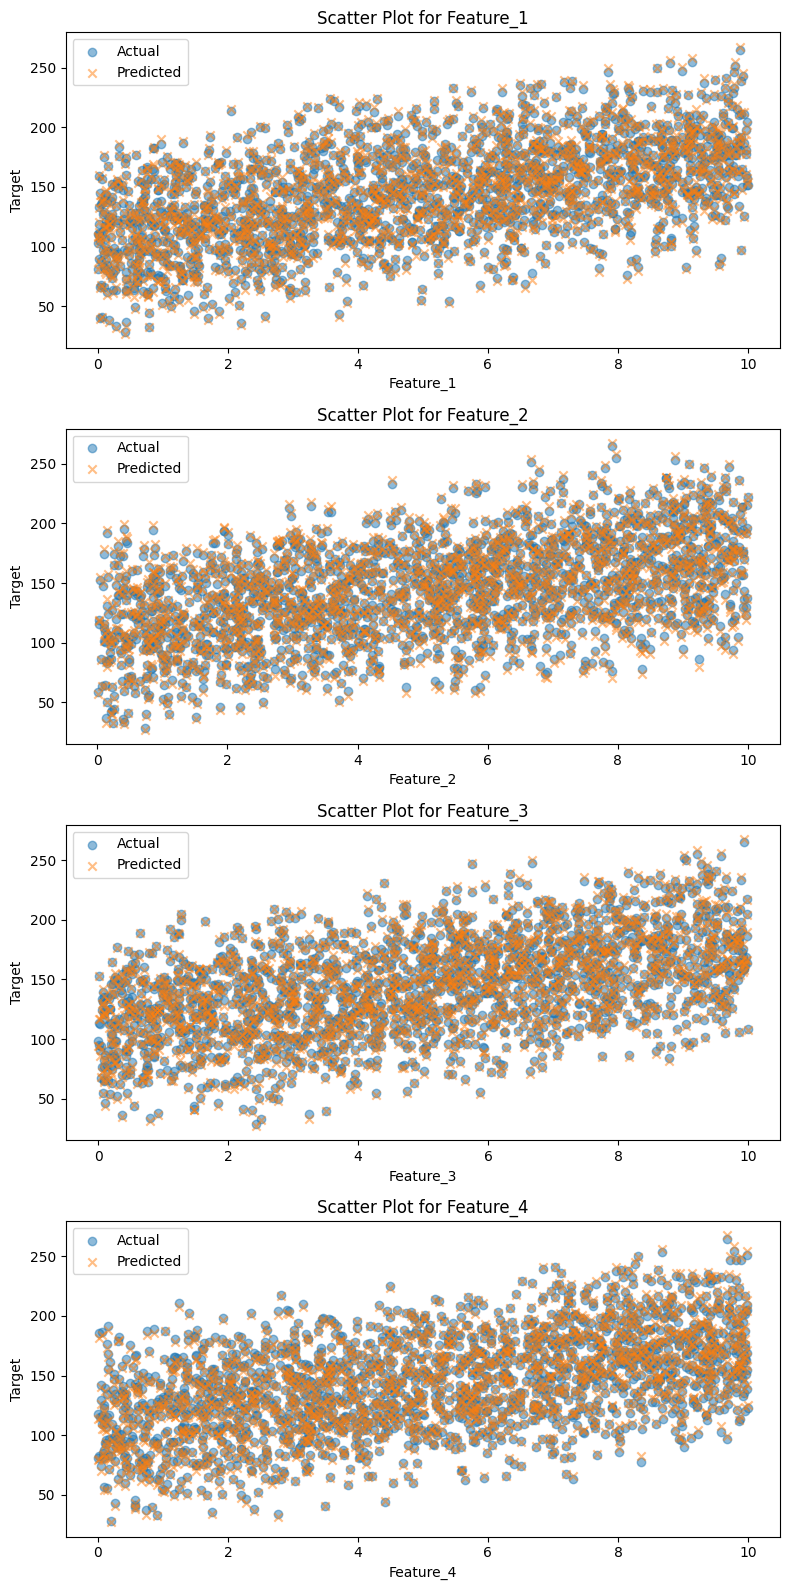 Scatter Plot for Feature_1
Actual
Predicted
250
200
150
100
50
Target
0 2 4 6 8 10
Feature_1
Scatter Plot for Feature_2
Actual
Predicted
250
200
150
100
50
Target
0 2 4 6 8 10
Feature_2
Scatter Plot for Feature_3
Actual
Predicted
250
200
150
100
50
Target
0 2 4 6 8 10
Feature_3
Scatter Plot for Feature_4
Actual
Predicted
250
200
150
100
50
Target
0 2 4 6 8 10
Feature_4